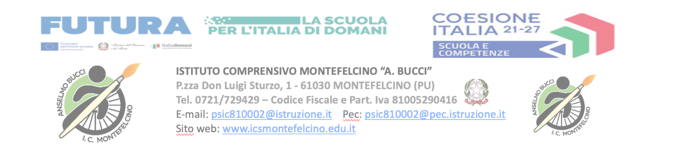 FUTURA
LA SCUOLA
PER L'ITALIA DI DOMANI
COESIONE
ITALIA 21-27
SCUOLA E
COMPETENZE
Italiadomani
ISTITUTO COMPRENSIVO MONTEFELCINO “A. BUCCI”
P.zza Don Luigi Sturzo, 1 - 61030 MONTEFELCINO (PU)
Tel. 0721/729429 – Codice Fiscale e Part. Iva 81005290416
E-mail: psic810002@istruzione.it Pec: psic810002@pec.istruzione.it
Sito web: www.icsmontefelcino.edu.it
ANSELMO BUCCI
I. C. MONTEFELCINO
ANSELMO BUCCI
I. C. MONTEFELCINO